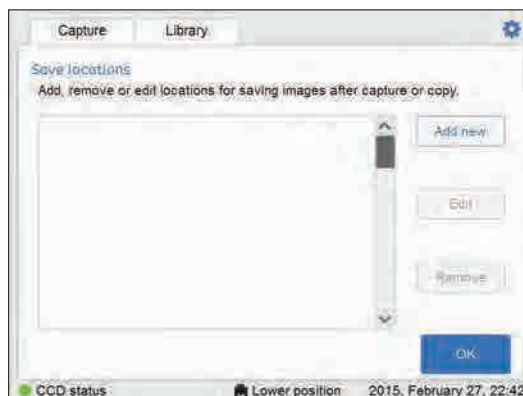 Capture Library
Save locations
Add, remove or edit locations for saving images after capture or copy.
Add new
Edit
Remove
OK
CCD status Lower position 2015, February 27, 22:42